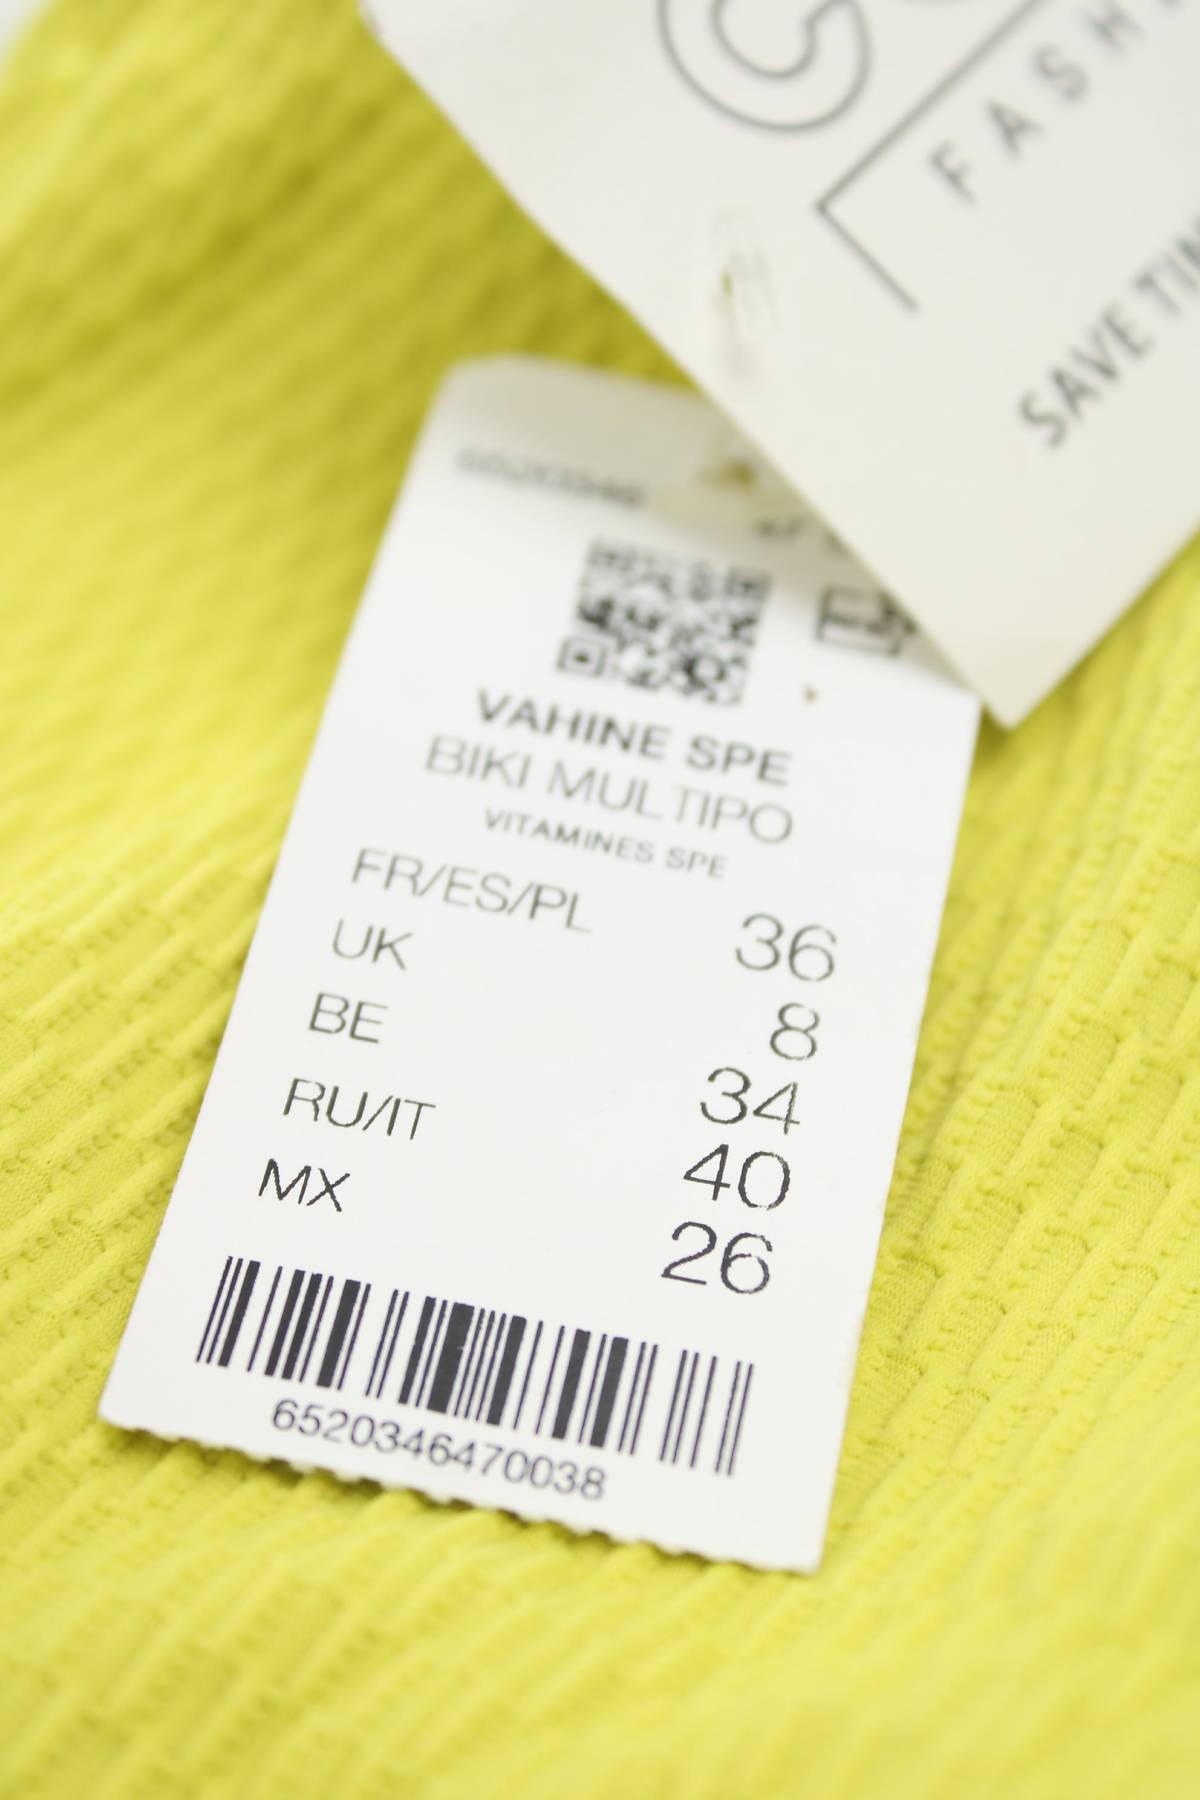 FASH
SAVE TIM
VAHINE SPE
BIKI MULTIPO
VITAMINES SPE
FR/ES/PL 36
UK 8
BE 34
RU/IT 40
MX 26
6520346470038